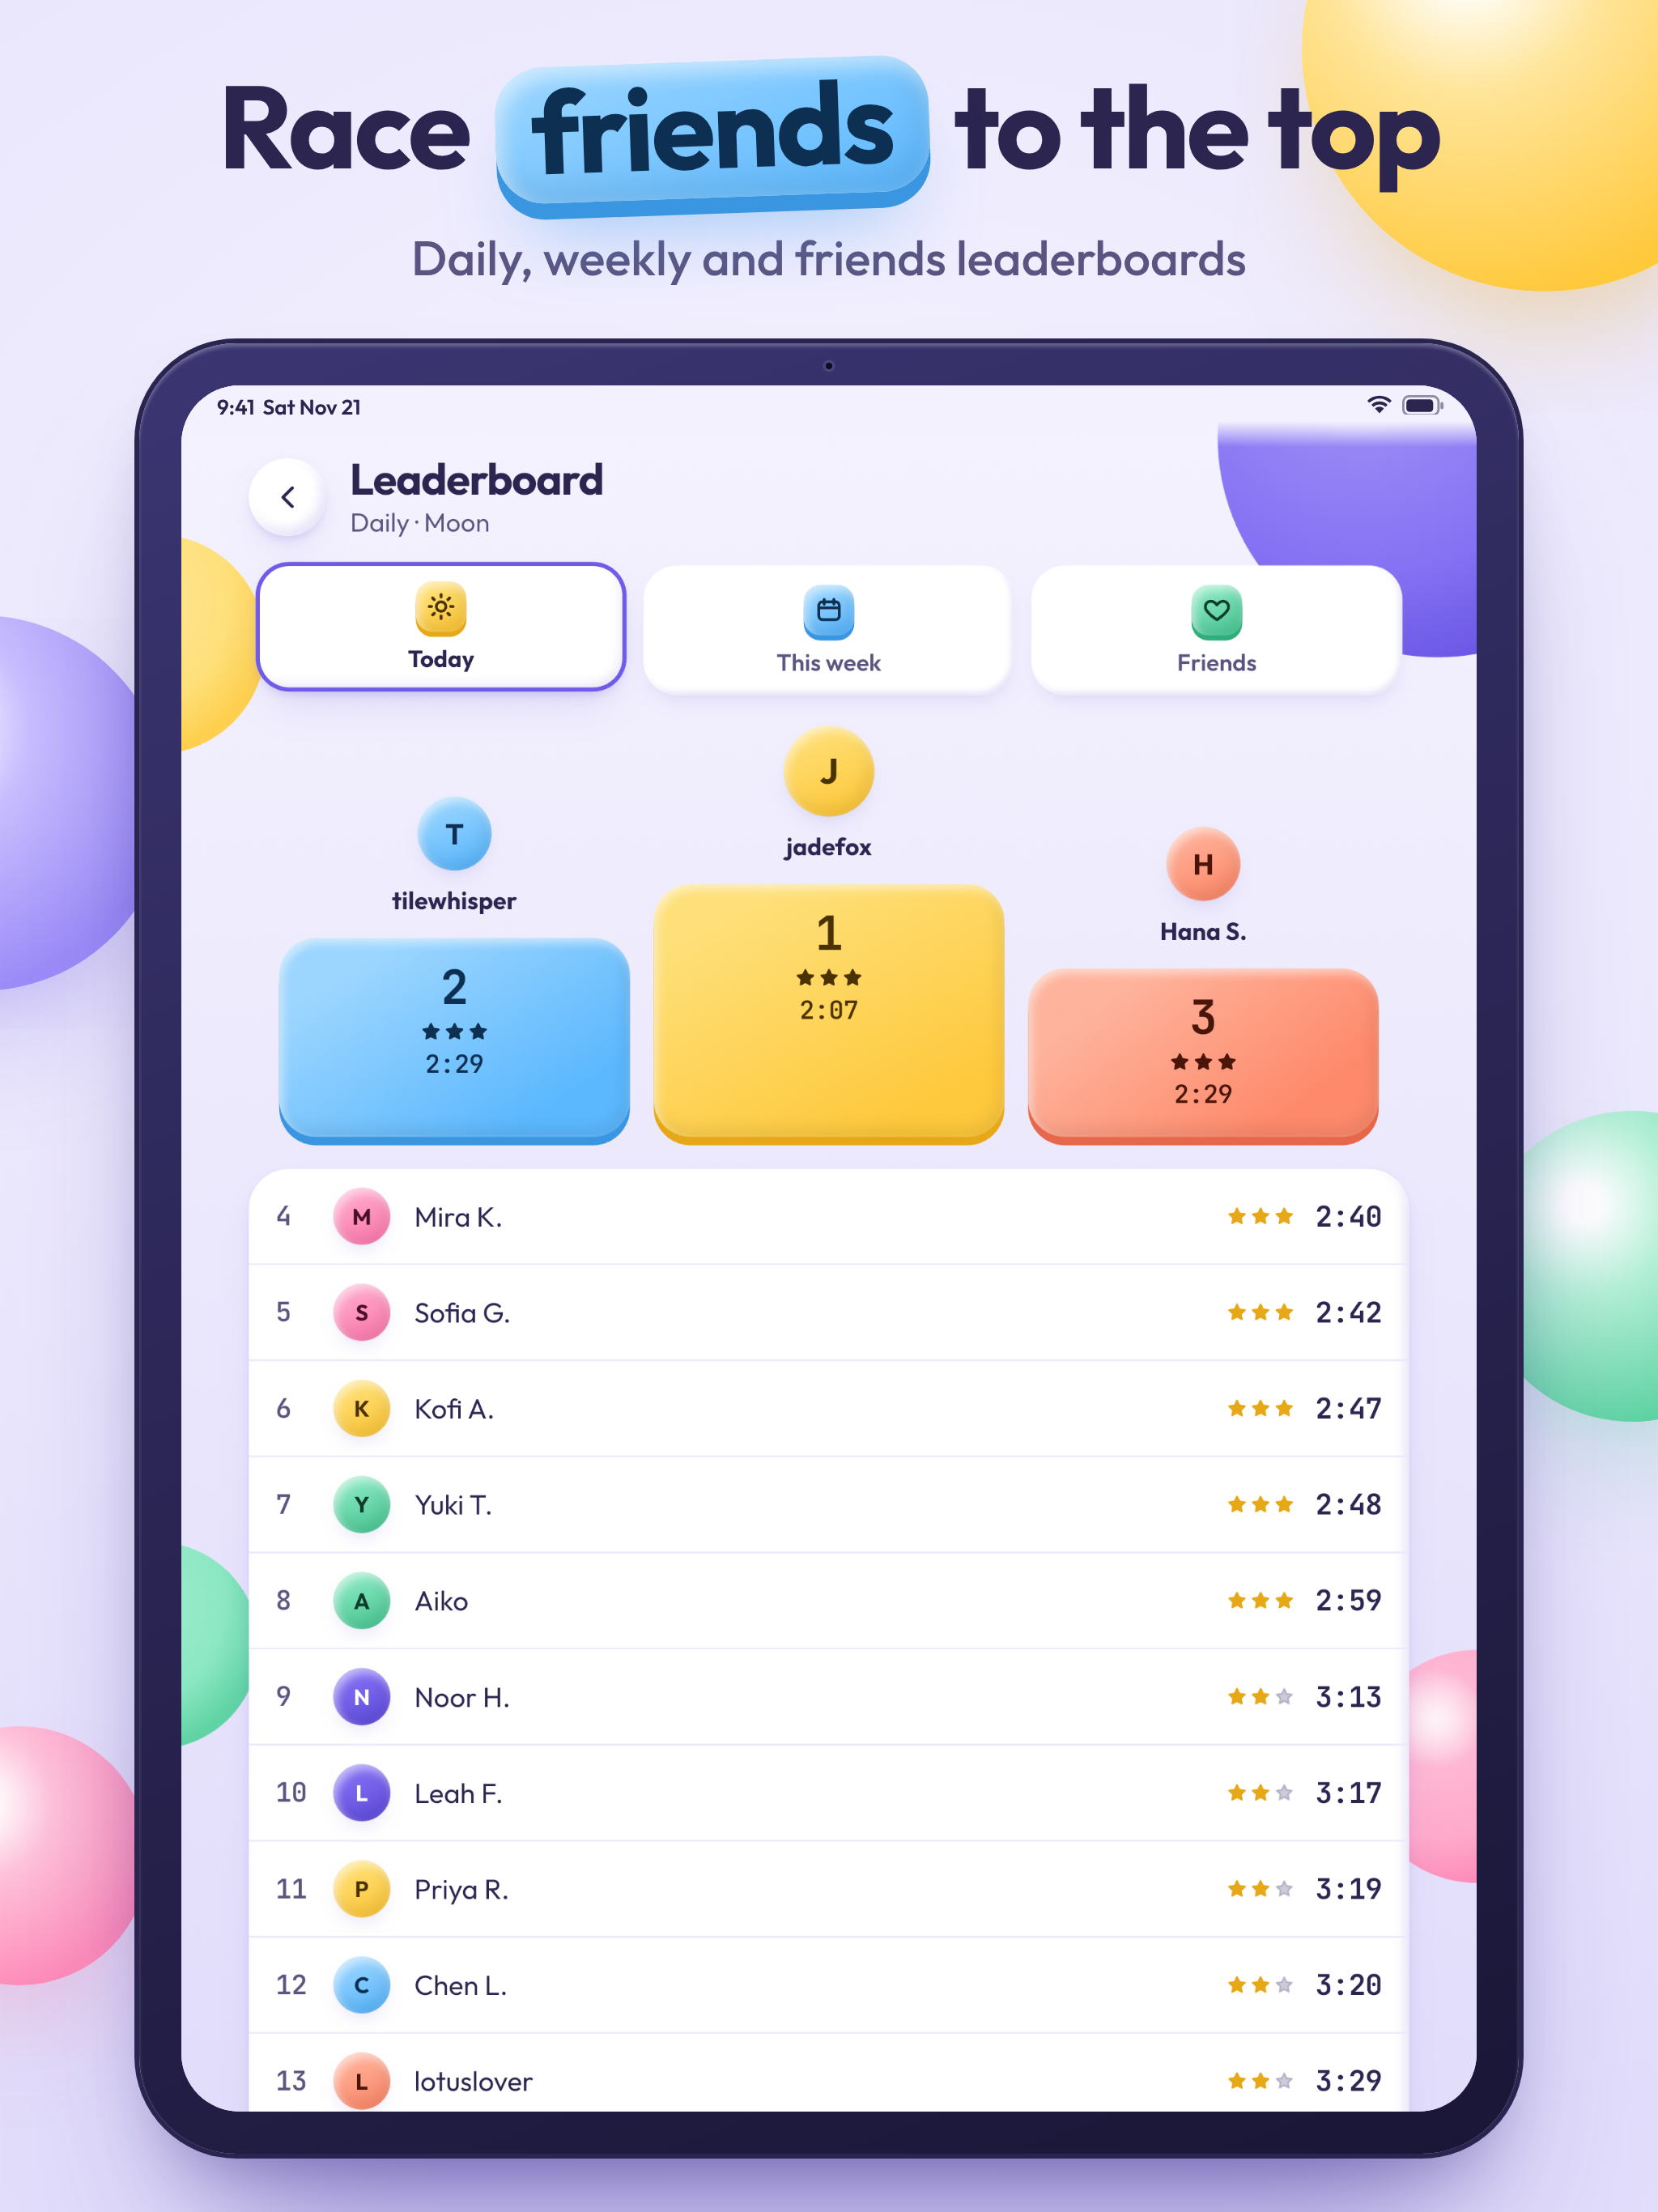 Race friends to the top
Daily, weekly and friends leaderboards
9:41 Sat Nov 21
Leaderboard
Daily · Moon
Today
This week
Friends
J
jadefox
T
tilewhisper
H
Hana S.
1
2:07
2
2:29
3
2:29
4 M Mira K. 2:40
5 S Sofia G. 2:42
6 K Kofi A. 2:47
7 Y Yuki T. 2:48
8 A Aiko 2:59
9 N Noor H. 3:13
10 L Leah F. 3:17
11 P Priya R. 3:19
12 C Chen L. 3:20
13 L lotuslover 3:29